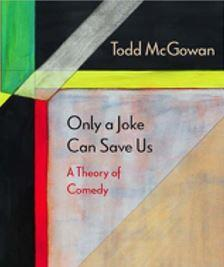 Todd McGowan
Only a Joke
Can Save Us
A Theory of
Comedy